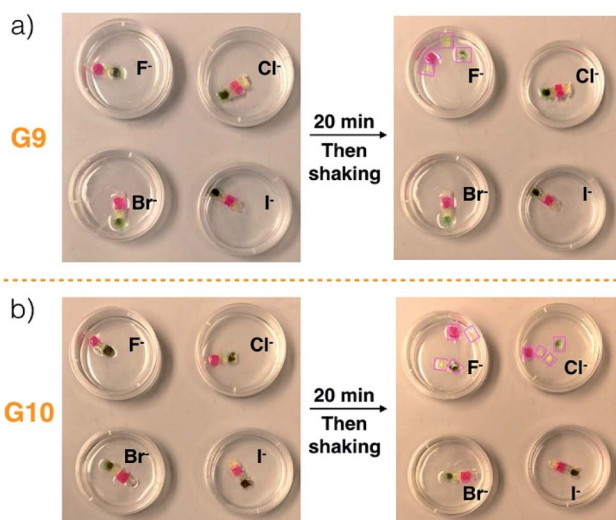 a)
G9
F⁻
Cl⁻
Br⁻
I⁻
20 min
Then
shaking
F⁻
Cl⁻
Br⁻
I⁻
b)
G10
F⁻
Cl⁻
Br⁻
I⁻
20 min
Then
shaking
F⁻
Cl⁻
Br⁻
I⁻